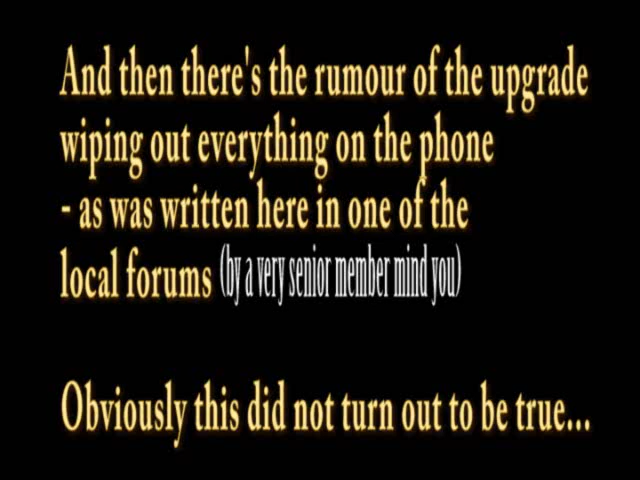 And then there's the rumour of the upgrade
wiping out everything on the phone
- as was written here in one of the
local forums (by a very senior member mind you)
Obviously this did not turn out to be true...